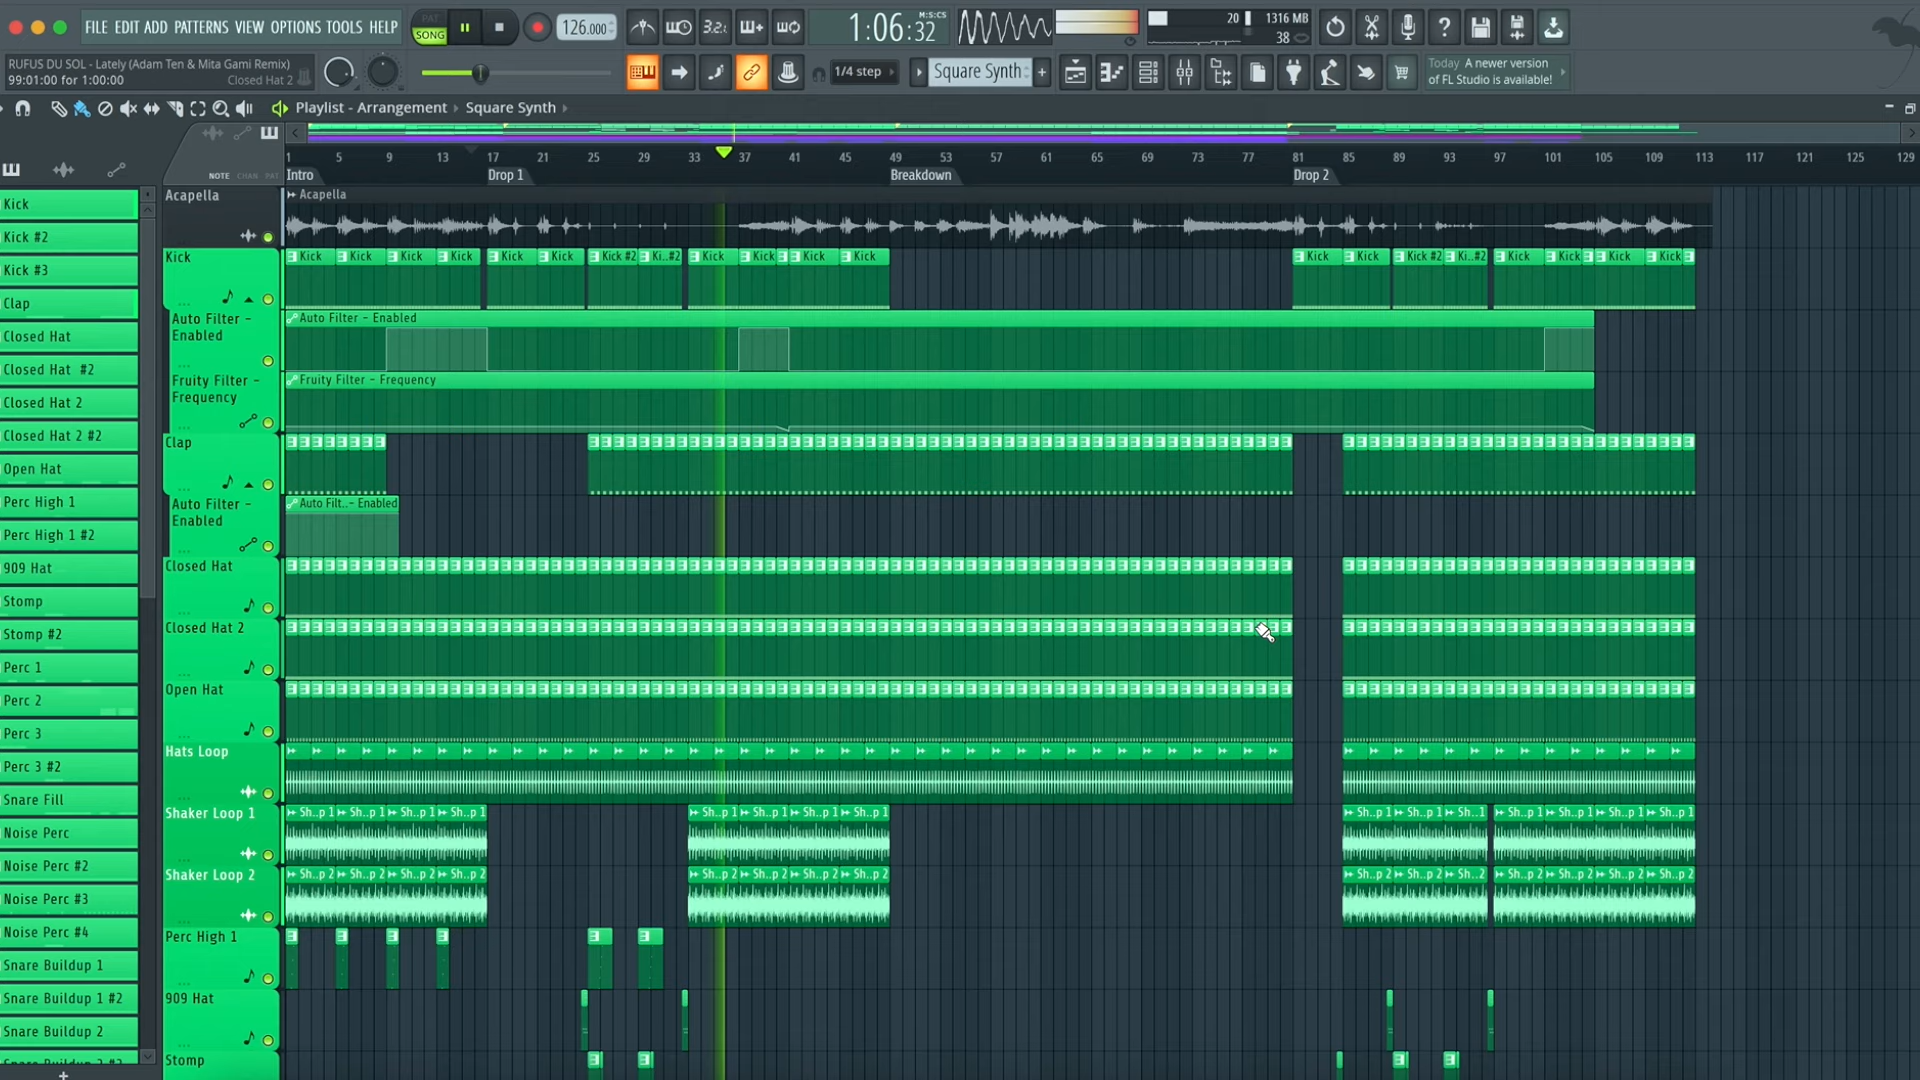 FILE EDIT ADD PATTERNS VIEW OPTIONS TOOLS HELP
PAT
SONG
126.000
3.2.
1:06:32
M:S:CS
20
1316 MB
38
RUFUS DU SOL - Lately (Adam Ten & Mita Gami Remix)
99:01:00 for 1:00:00
Closed Hat 2
1/4 step
Square Synth
Today A newer version
of FL Studio is available!
Playlist - Arrangement
Square Synth
NOTE CHAN PAT
1 5 9 13 17 21 25 29 33 37 41 45 49 53 57 61 65 69 73 77 81 85 89 93 97 101 105 109 113 117 121 125 129
Intro
Drop 1
Breakdown
Drop 2
Kick
Kick #2
Kick #3
Clap
Closed Hat
Closed Hat #2
Closed Hat 2
Closed Hat 2 #2
Open Hat
Perc High 1
Perc High 1 #2
909 Hat
Stomp
Stomp #2
Perc 1
Perc 2
Perc 3
Perc 3 #2
Snare Fill
Noise Perc
Noise Perc #2
Noise Perc #3
Noise Perc #4
Snare Buildup 1
Snare Buildup 1 #2
Snare Buildup 2
Snare Buildup 2 #2
Acapella
Acapella
Kick
Kick Kick Kick Kick Kick Kick Kick #2 Ki..#2 Kick Kick Kick Kick Kick Kick Kick #2 Ki..#2 Kick Kick Kick Kick
Auto Filter -
Enabled
Auto Filter - Enabled
Fruity Filter -
Frequency
Fruity Filter - Frequency
Clap
Auto Filter -
Enabled
Auto Filt..- Enabled
Closed Hat
Closed Hat 2
Open Hat
Hats Loop
Shaker Loop 1
Sh..p 1 Sh..p 1 Sh..p 1 Sh..p 1 Sh..p 1 Sh..p 1 Sh..p 1 Sh..p 1 Sh..p 1 Sh..p 1 Sh..1 Sh..p 1 Sh..p 1 Sh..p 1 Sh..p 1
Shaker Loop 2
Sh..p 2 Sh..p 2 Sh..p 2 Sh..p 2 Sh..p 2 Sh..p 2 Sh..p 2 Sh..p 2 Sh..p 2 Sh..p 2 Sh..2 Sh..p 2 Sh..p 2 Sh..p 2 Sh..p 2
Perc High 1
909 Hat
Stomp